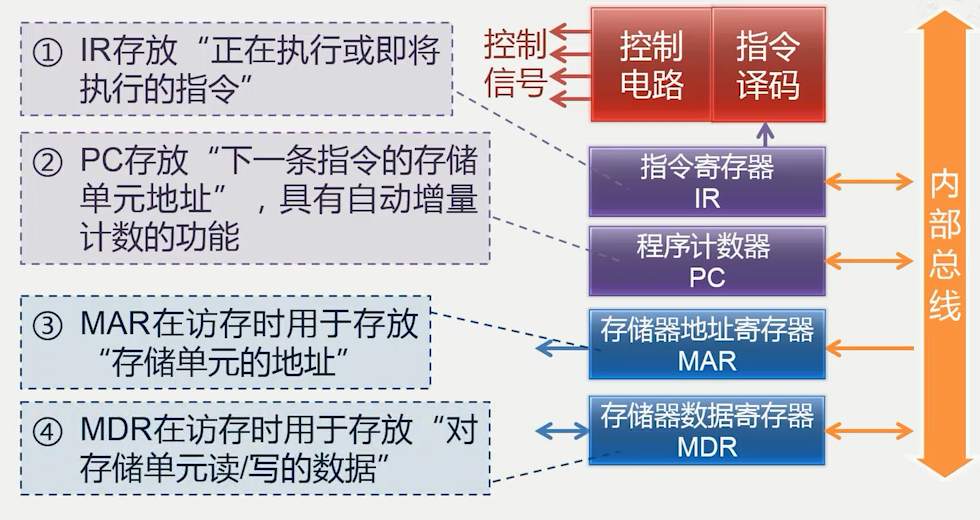 ① IR存放“正在执行或即将
执行的指令”
② PC存放“下一条指令的存储
单元地址”，具有自动增量
计数的功能
③ MAR在访存时用于存放
“存储单元的地址”
④ MDR在访存时用于存放“对
存储单元读/写的数据”
控制
信号
控制
电路
指令
译码
指令寄存器
IR
程序计数器
PC
存储器地址寄存器
MAR
存储器数据寄存器
MDR
内
部
总
线